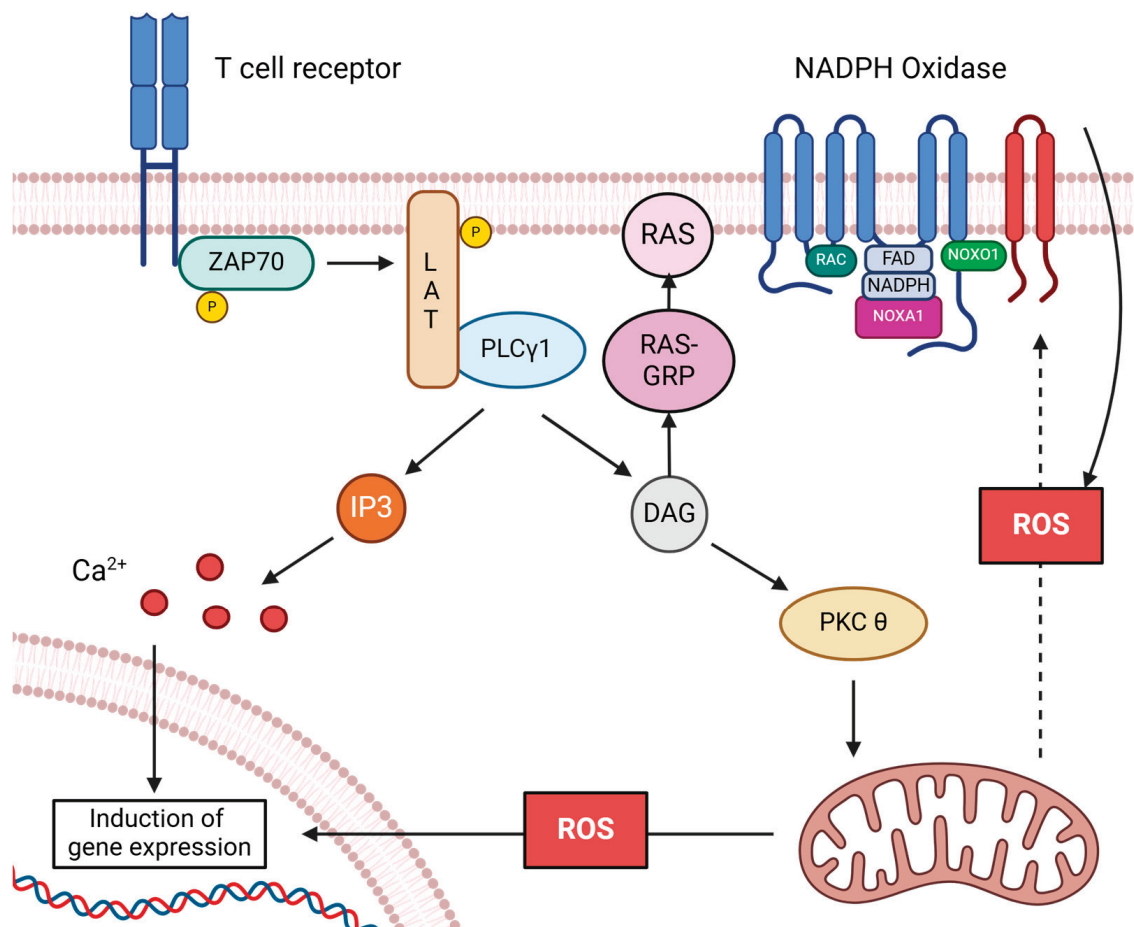 T cell receptor
NADPH Oxidase
ZAP70
P
L
A
T
P
PLCγ1
RAS
RAS-
GRP
RAC
FAD
NADPH
NOXO1
NOXA1
IP3
DAG
ROS
Ca²⁺
PKC θ
Induction of
gene expression
ROS